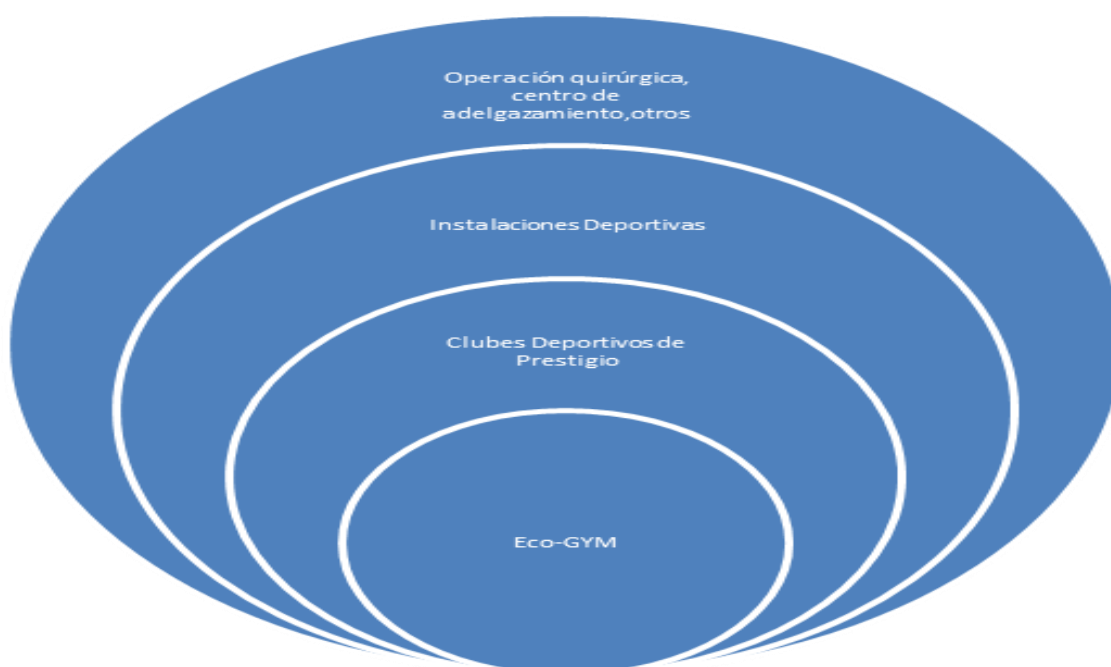 Operación quirúrgica,
centro de
adelgazamiento,otros
Instalaciones Deportivas
Clubes Deportivos de
Prestigio
Eco-GYM